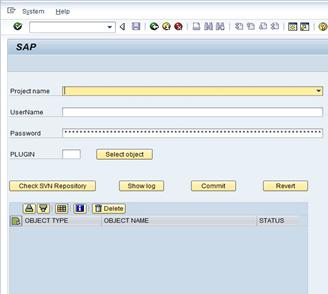 System Help
SAP
Project name
UserName
Password ************************************************************
PLUGIN Select object
Check SVN Repository Show log Commit Revert
Delete
OBJECT TYPE OBJECT NAME STATUS